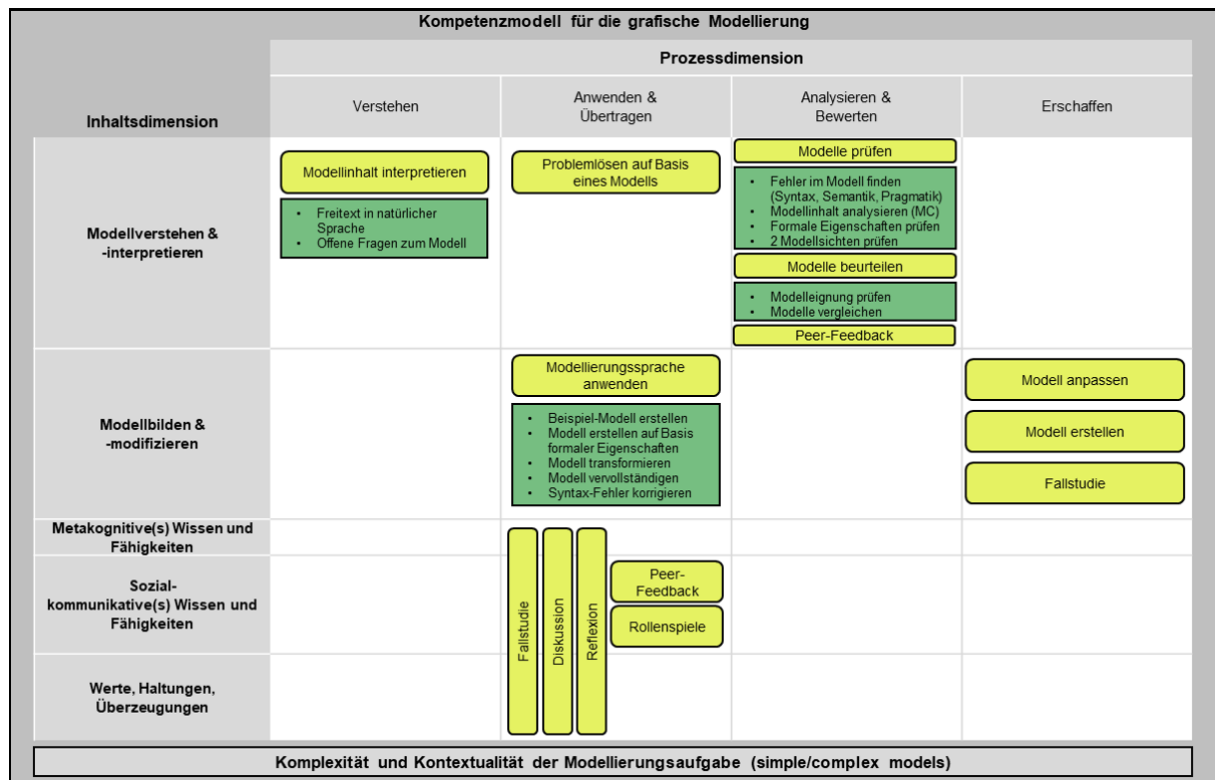 Kompetenzmodell für die grafische Modellierung
Prozessdimension
Inhaltsdimension
Verstehen
Anwenden &
Übertragen
Analysieren &
Bewerten
Erschaffen
Modellverstehen &
-interpretieren
Modellinhalt interpretieren
• Freitext in natürlicher
Sprache
• Offene Fragen zum Modell
Problemlösen auf Basis
eines Modells
Modelle prüfen
• Fehler im Modell finden
(Syntax, Semantik, Pragmatik)
• Modellinhalt analysieren (MC)
• Formale Eigenschaften prüfen
• 2 Modellsichten prüfen
Modelle beurteilen
• Modelleignung prüfen
• Modelle vergleichen
Peer-Feedback
Modellbilden &
-modifizieren
Modellierungssprache
anwenden
• Beispiel-Modell erstellen
• Modell erstellen auf Basis
formaler Eigenschaften
• Modell transformieren
• Modell vervollständigen
• Syntax-Fehler korrigieren
Modell anpassen
Modell erstellen
Fallstudie
Metakognitive(s) Wissen und
Fähigkeiten
Sozial-
kommunikative(s) Wissen und
Fähigkeiten
Werte, Haltungen,
Überzeugungen
Fallstudie
Diskussion
Reflexion
Peer-
Feedback
Rollenspiele
Komplexität und Kontextualität der Modellierungsaufgabe (simple/complex models)